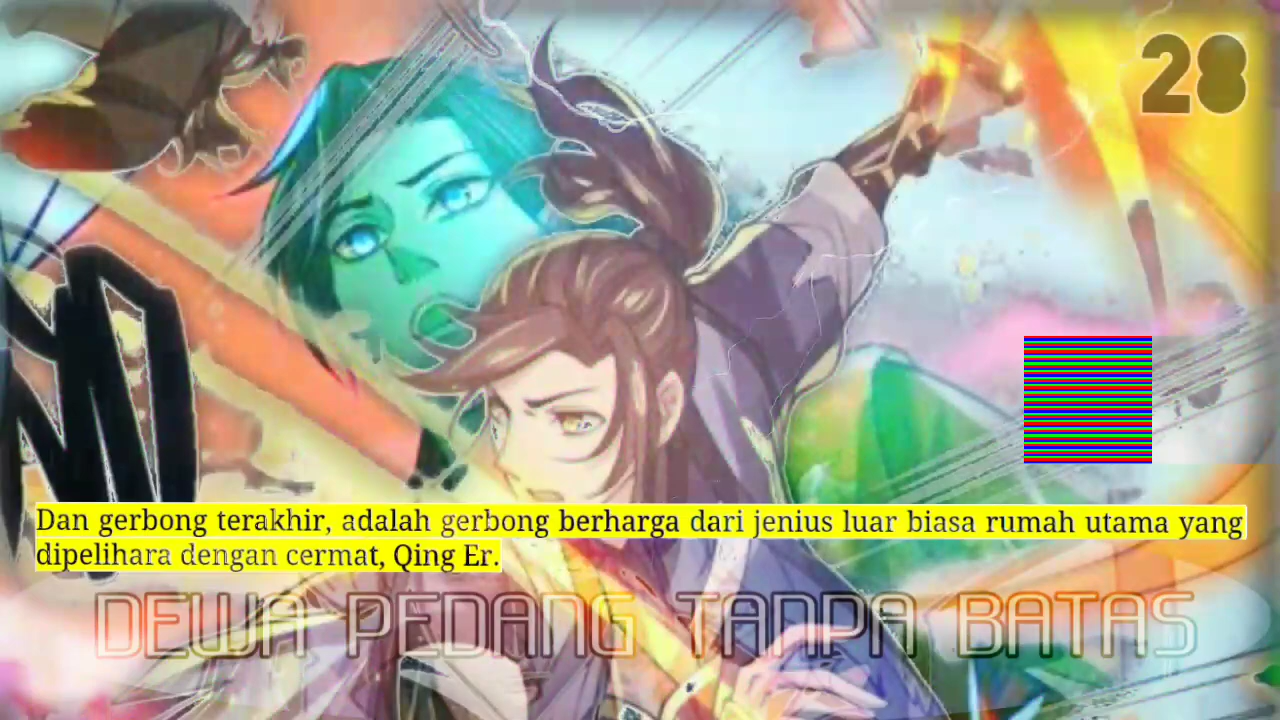 28
Dan gerbong terakhir, adalah gerbong berharga dari jenius luar biasa rumah utama yang
dipelihara dengan cermat, Qing Er.
DEWA PEDANG TANPA BATAS